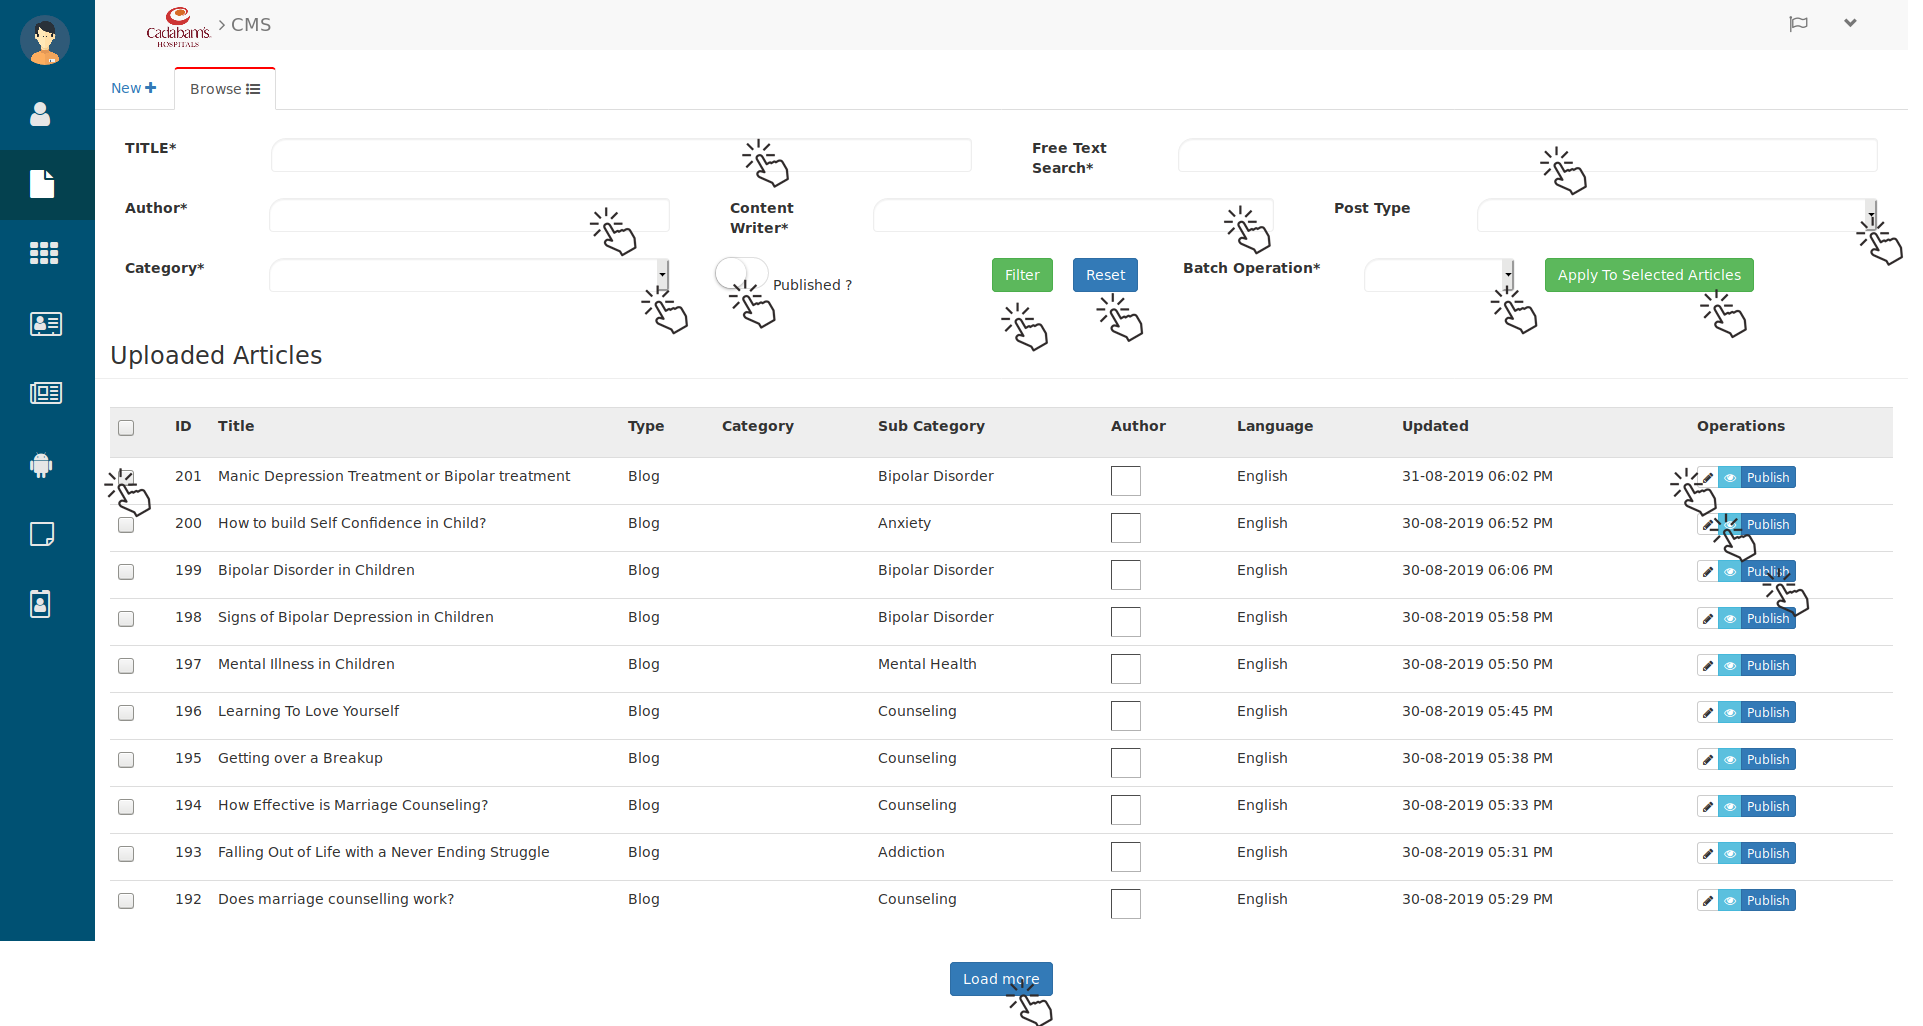 Cadabam's
HOSPITALS
CMS
New
Browse
TITLE*
Free Text
Search*
Author*
Content
Writer*
Post Type
Category*
Published ?
Filter
Reset
Batch Operation*
Apply To Selected Articles
Uploaded Articles
ID Title Type Category Sub Category Author Language Updated Operations
201 Manic Depression Treatment or Bipolar treatment Blog Bipolar Disorder English 31-08-2019 06:02 PM Publish
200 How to build Self Confidence in Child? Blog Anxiety English 30-08-2019 06:52 PM Publish
199 Bipolar Disorder in Children Blog Bipolar Disorder English 30-08-2019 06:06 PM Publish
198 Signs of Bipolar Depression in Children Blog Bipolar Disorder English 30-08-2019 05:58 PM Publish
197 Mental Illness in Children Blog Mental Health English 30-08-2019 05:50 PM Publish
196 Learning To Love Yourself Blog Counseling English 30-08-2019 05:45 PM Publish
195 Getting over a Breakup Blog Counseling English 30-08-2019 05:38 PM Publish
194 How Effective is Marriage Counseling? Blog Counseling English 30-08-2019 05:33 PM Publish
193 Falling Out of Life with a Never Ending Struggle Blog Addiction English 30-08-2019 05:31 PM Publish
192 Does marriage counselling work? Blog Counseling English 30-08-2019 05:29 PM Publish
Load more